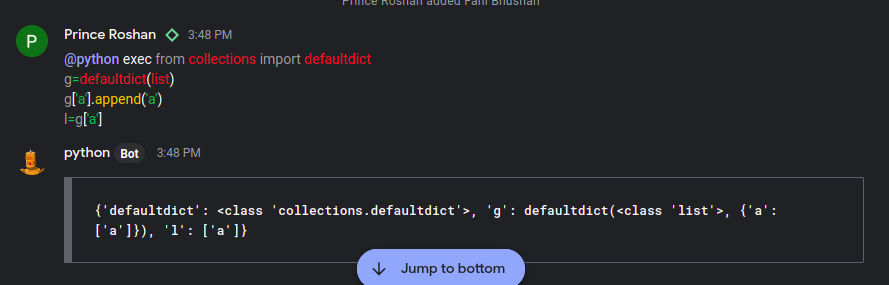 Prince Roshan added Fani Bhushan
P
Prince Roshan 3:48 PM
@python exec from collections import defaultdict
g=defaultdict(list)
g['a'].append('a')
l=g['a']
python Bot 3:48 PM
{'defaultdict': <class 'collections.defaultdict'>, 'g': defaultdict(<class 'list'>, {'a':
['a']}), 'l': ['a']}
Jump to bottom